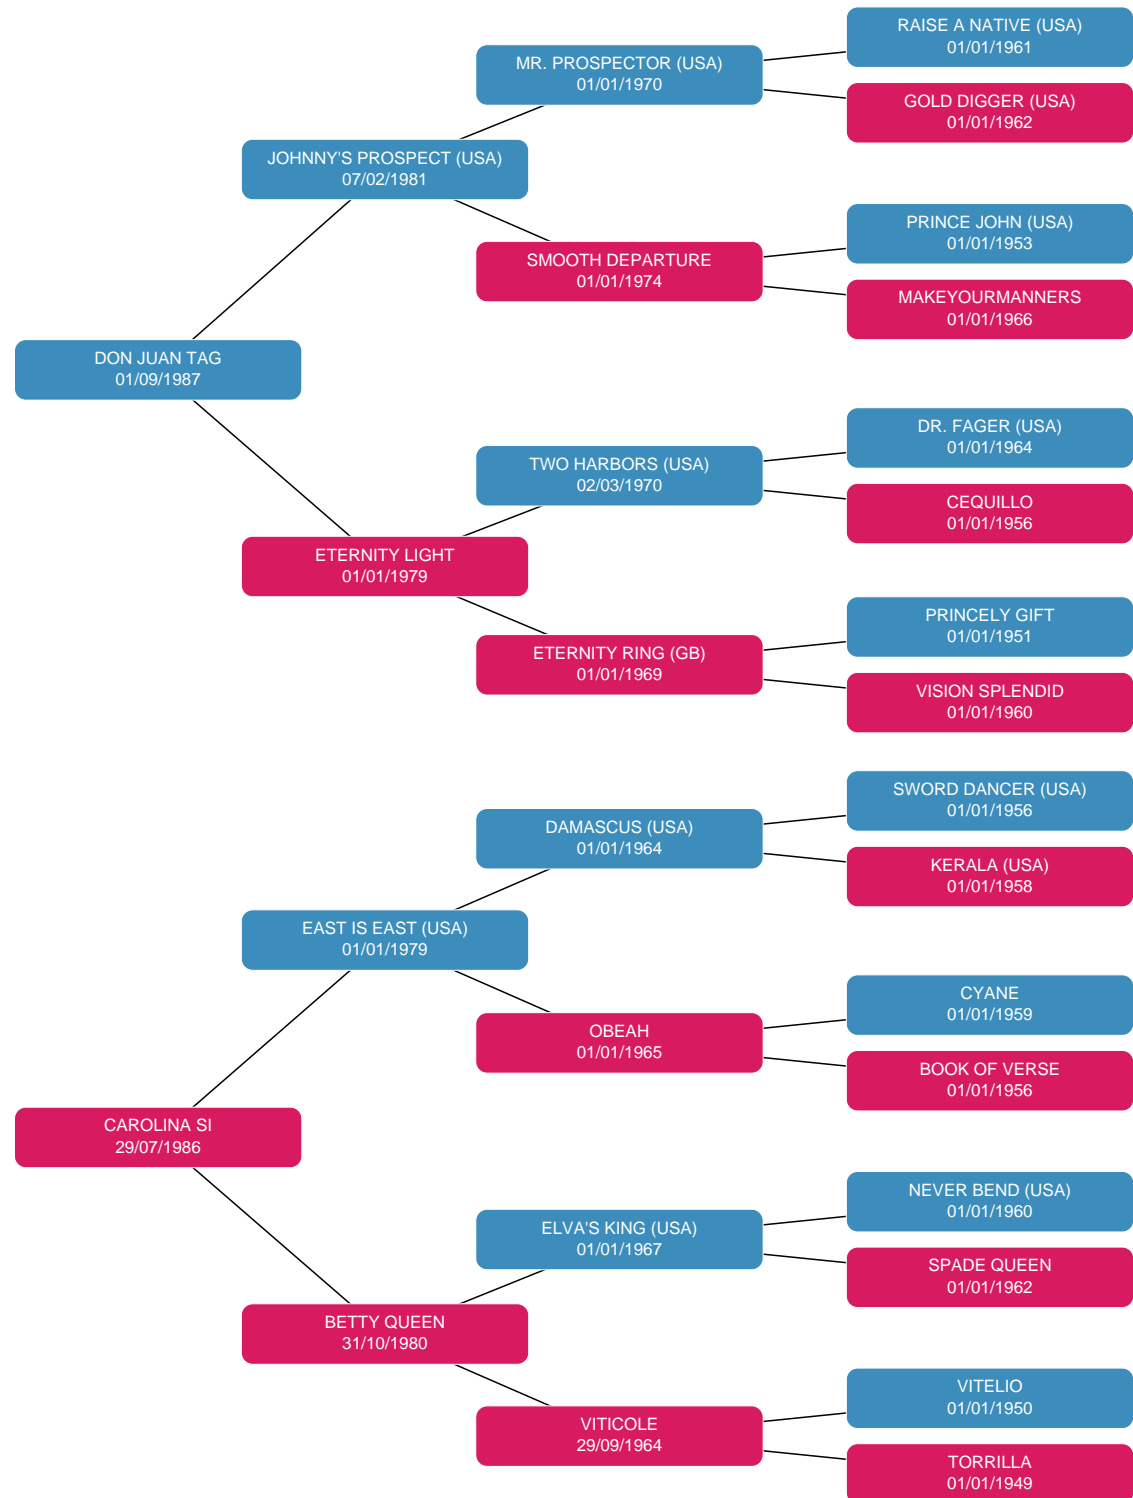 RAISE A NATIVE (USA)
01/01/1961
MR. PROSPECTOR (USA)
01/01/1970
GOLD DIGGER (USA)
01/01/1962
JOHNNY'S PROSPECT (USA)
07/02/1981
PRINCE JOHN (USA)
01/01/1953
SMOOTH DEPARTURE
01/01/1974
MAKEYOURMANNERS
01/01/1966
DON JUAN TAG
01/09/1987
DR. FAGER (USA)
01/01/1964
TWO HARBORS (USA)
02/03/1970
CEQUILLO
01/01/1956
ETERNITY LIGHT
01/01/1979
PRINCELY GIFT
01/01/1951
ETERNITY RING (GB)
01/01/1969
VISION SPLENDID
01/01/1960
SWORD DANCER (USA)
01/01/1956
DAMASCUS (USA)
01/01/1964
KERALA (USA)
01/01/1958
EAST IS EAST (USA)
01/01/1979
CYANE
01/01/1959
OBEAH
01/01/1965
BOOK OF VERSE
01/01/1956
CAROLINA SI
29/07/1986
NEVER BEND (USA)
01/01/1960
ELVA'S KING (USA)
01/01/1967
SPADE QUEEN
01/01/1962
BETTY QUEEN
31/10/1980
VITELIO
01/01/1950
VITICOLE
29/09/1964
TORRILLA
01/01/1949